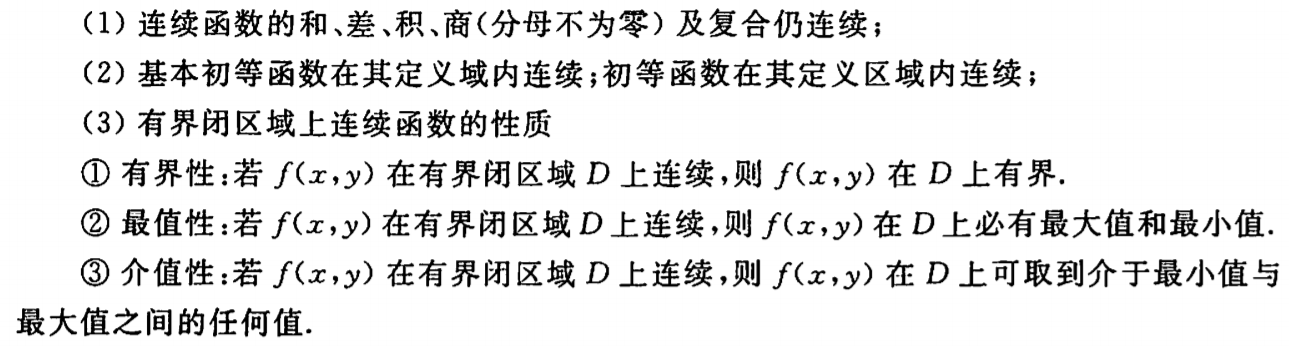 (1) 连续函数的和、差、积、商(分母不为零)及复合仍连续;
(2) 基本初等函数在其定义域内连续;初等函数在其定义区域内连续;
(3) 有界闭区域上连续函数的性质
① 有界性:若 f(x,y) 在有界闭区域 D 上连续,则 f(x,y) 在 D 上有界.
② 最值性:若 f(x,y) 在有界闭区域 D 上连续,则 f(x,y) 在 D 上必有最大值和最小值.
③ 介值性:若 f(x,y) 在有界闭区域 D 上连续,则 f(x,y) 在 D 上可取到介于最小值与
最大值之间的任何值.